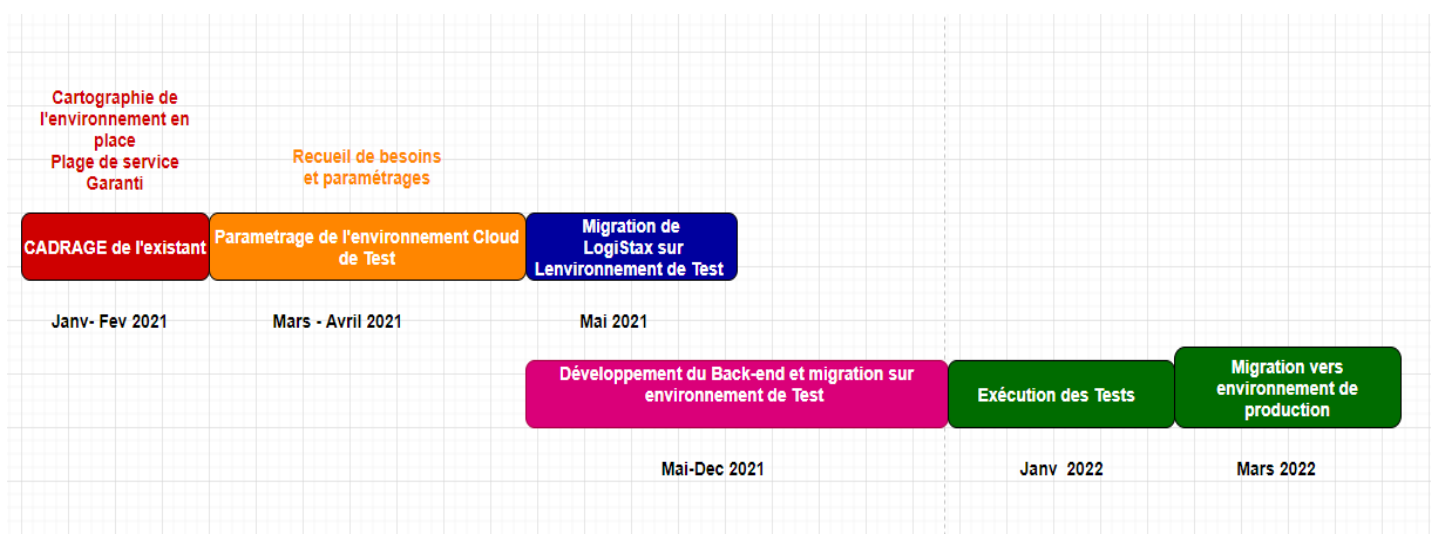 Cartographie de
l'environnement en
place
Plage de service
Garanti
Recueil de besoins
et paramétrages
CADRAGE de l'existant
Parametrage de l'environnement Cloud
de Test
Migration de
LogiStax sur
Lenvironnement de Test
Janv- Fev 2021
Mars - Avril 2021
Mai 2021
Développement du Back-end et migration sur
environnement de Test
Exécution des Tests
Migration vers
environnement de
production
Mai-Dec 2021
Janv 2022
Mars 2022